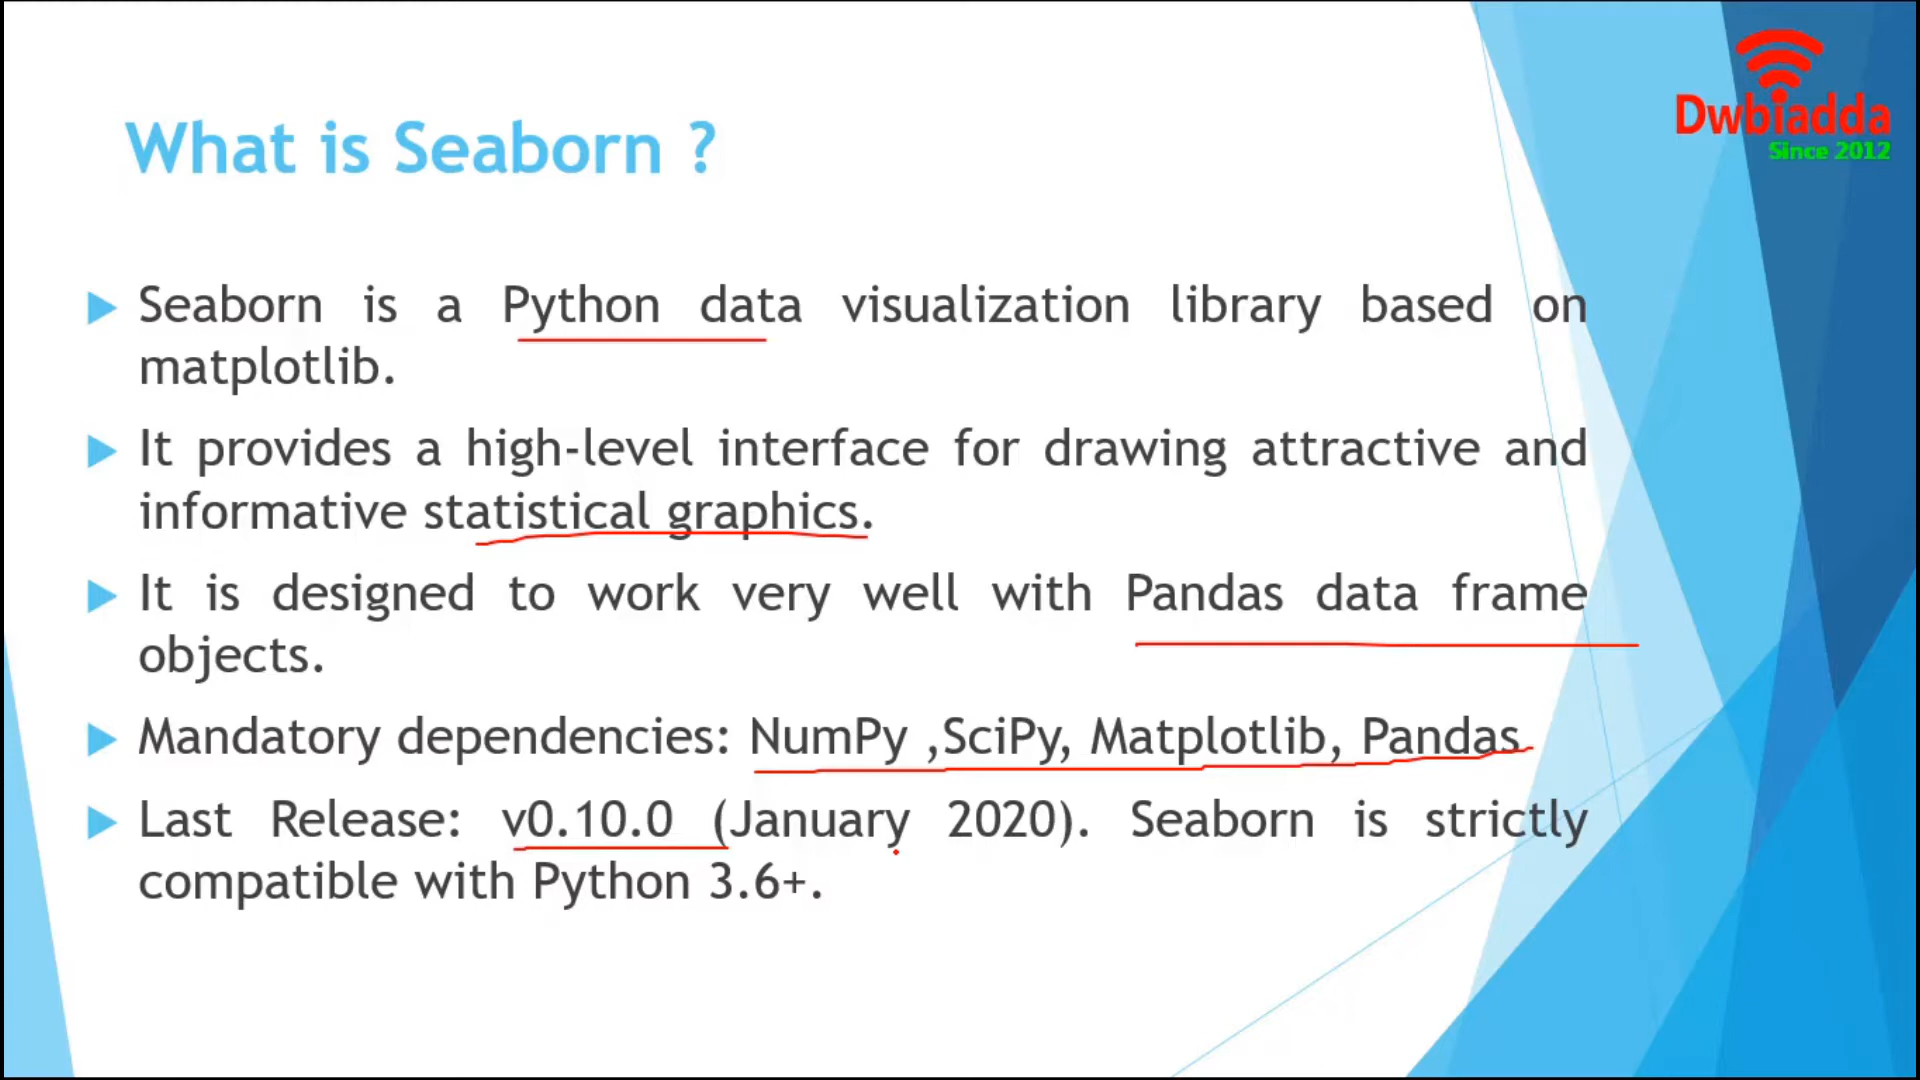 Dwbiadda
Since 2012
What is Seaborn ?
Seaborn is a Python data visualization library based on
matplotlib.
It provides a high-level interface for drawing attractive and
informative statistical graphics.
It is designed to work very well with Pandas data frame
objects.
Mandatory dependencies: NumPy ,SciPy, Matplotlib, Pandas
Last Release: v0.10.0 (January 2020). Seaborn is strictly
compatible with Python 3.6+.